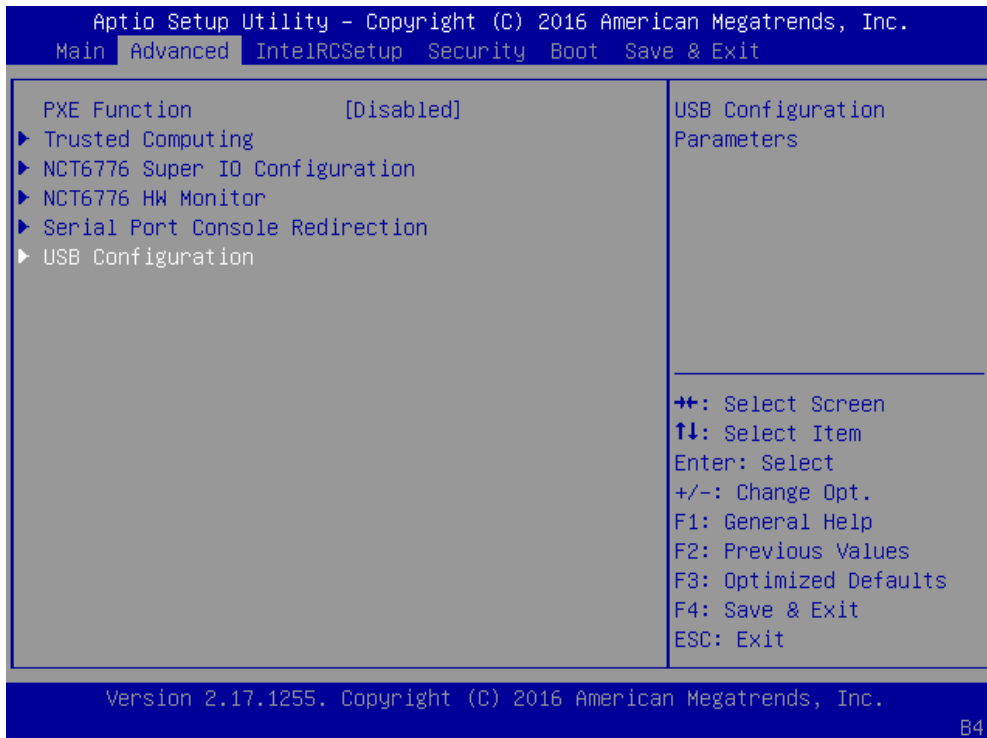 Aptio Setup Utility – Copyright (C) 2016 American Megatrends, Inc.
Main Advanced IntelRCSetup Security Boot Save & Exit
PXE Function [Disabled]
Trusted Computing
NCT6776 Super IO Configuration
NCT6776 HW Monitor
Serial Port Console Redirection
USB Configuration
USB Configuration
Parameters
→←: Select Screen
↑↓: Select Item
Enter: Select
+/-: Change Opt.
F1: General Help
F2: Previous Values
F3: Optimized Defaults
F4: Save & Exit
ESC: Exit
Version 2.17.1255. Copyright (C) 2016 American Megatrends, Inc.
B4